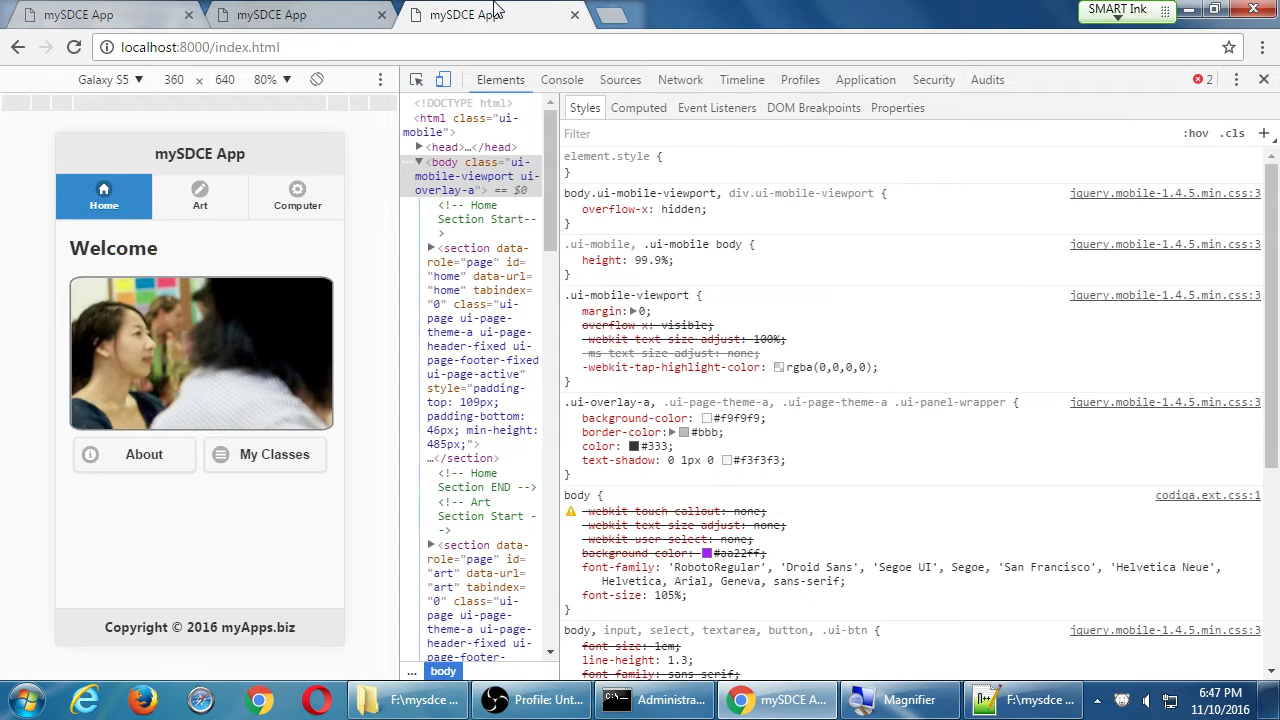 mySDCE App
mySDCE App
mySDCE App
SMART Ink
localhost:8000/index.html
Galaxy S5 ▼ 360 × 640 80% ▼
Elements Console Sources Network Timeline Profiles Application Security Audits 2
mySDCE App
Home
Art
Computer
Welcome
About
My Classes
Copyright © 2016 myApps.biz
<!DOCTYPE html>
<html class="ui-
mobile">
▶<head>…</head>
…▼<body class="ui-
mobile-viewport ui-
overlay-a"> == $0
<!-- Home
Section Start--
>
▶<section data-
role="page" id=
"home" data-url=
"home" tabindex=
"0" class="ui-
page ui-page-
theme-a ui-page-
header-fixed ui-
page-footer-fixed
ui-page-active"
style="padding-
top: 109px;
padding-bottom:
46px; min-height:
485px;">
…</section>
<!-- Home
Section END -->
<!-- Art
Section Start -
->
▶<section data-
role="page" id=
"art" data-url=
"art" tabindex=
"0" class="ui-
page ui-page-
theme-a ui-page-
header-fixed ui-
page-footer-
... body
Styles Computed Event Listeners DOM Breakpoints Properties
Filter :hov .cls +
element.style {
}
body.ui-mobile-viewport, div.ui-mobile-viewport { jquery.mobile-1.4.5.min.css:3
overflow-x: hidden;
}
.ui-mobile, .ui-mobile body { jquery.mobile-1.4.5.min.css:3
height: 99.9%;
}
.ui-mobile-viewport { jquery.mobile-1.4.5.min.css:3
margin:▶0;
overflow-x: visible;
-webkit-text-size-adjust: 100%;
-ms-text-size-adjust: none;
-webkit-tap-highlight-color: rgba(0,0,0,0);
}
.ui-overlay-a, .ui-page-theme-a, .ui-page-theme-a .ui-panel-wrapper { jquery.mobile-1.4.5.min.css:3
background-color: #f9f9f9;
border-color:▶ #bbb;
color: #333;
text-shadow: 0 1px 0 #f3f3f3;
}
body { codiqa.ext.css:1
-webkit-touch-callout: none;
-webkit-text-size-adjust: none;
-webkit-user-select: none;
background-color: #aa22ff;
font-family: 'RobotoRegular', 'Droid Sans', 'Segoe UI', Segoe, 'San Francisco', 'Helvetica Neue',
Helvetica, Arial, Geneva, sans-serif;
font-size: 105%;
}
body, input, select, textarea, button, .ui-btn { jquery.mobile-1.4.5.min.css:3
font-size: 1em;
line-height: 1.3;
font-family: sans-serif;
F:\mysdce ...
Profile: Unt...
Administra...
mySDCE A...
Magnifier
F:\mysdce ...
6:47 PM
11/10/2016